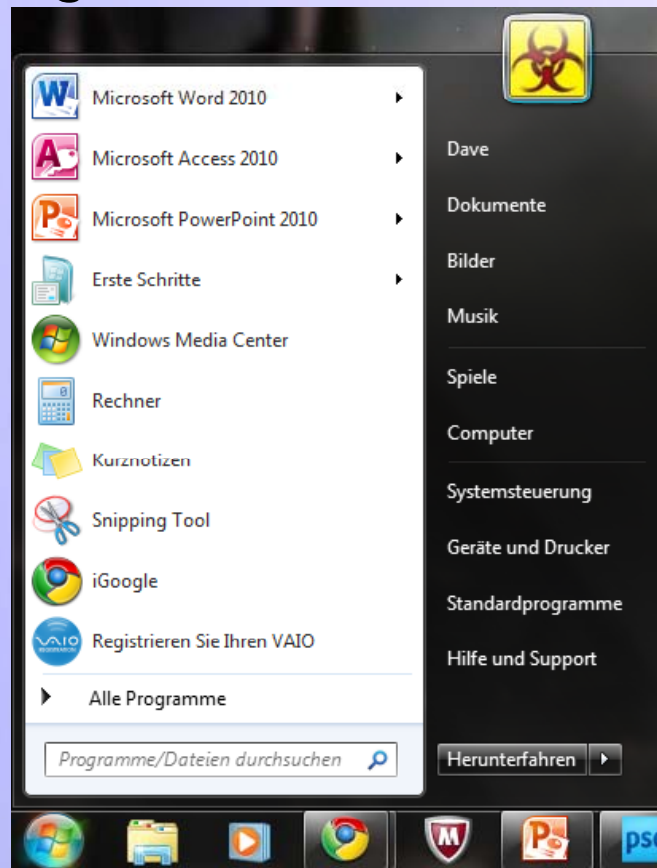 Microsoft Word 2010
Microsoft Access 2010
Microsoft PowerPoint 2010
Erste Schritte
Windows Media Center
Rechner
Kurznotizen
Snipping Tool
iGoogle
Registrieren Sie Ihren VAIO
Alle Programme
Programme/Dateien durchsuchen
Dave
Dokumente
Bilder
Musik
Spiele
Computer
Systemsteuerung
Geräte und Drucker
Standardprogramme
Hilfe und Support
Herunterfahren